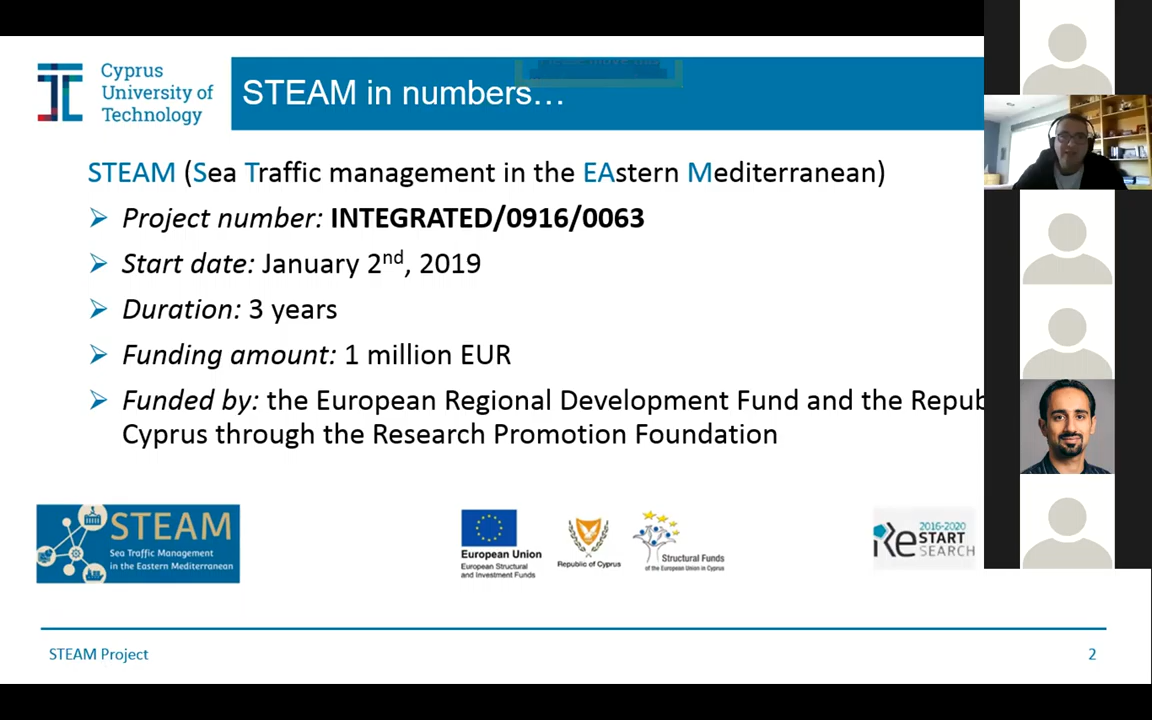 Cyprus
University of
Technology
STEAM in numbers…
STEAM (Sea Traffic management in the EAstern Mediterranean)
Project number: INTEGRATED/0916/0063
Start date: January 2nd, 2019
Duration: 3 years
Funding amount: 1 million EUR
Funded by: the European Regional Development Fund and the Repub
Cyprus through the Research Promotion Foundation
STEAM
Sea Traffic Management
in the Eastern Mediterranean
European Union
European Structural
and Investment Funds
Republic of Cyprus
Structural Funds
of the European Union in Cyprus
2016-2020
Re START
SEARCH
STEAM Project
2